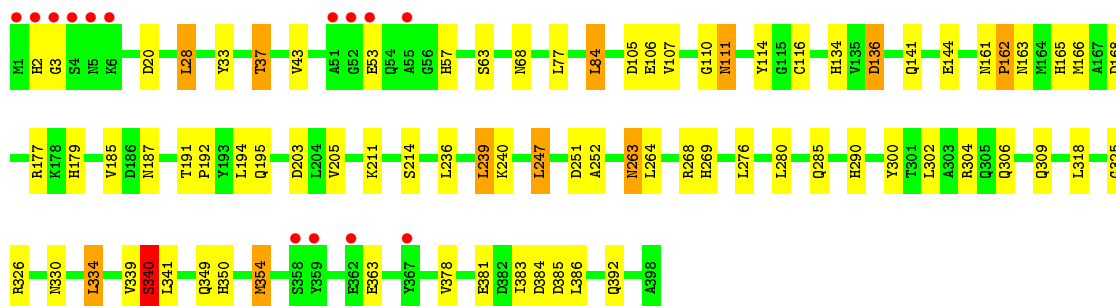 M1 H2 G3 S4 N5 K6 D20 L28 Y33 T37 V43 A51 G52 E53 Q54 A55 G56 H57 S63 N68 L77 L84 D105 E106 V107 G110 N111 Y114 G115 C116 H134 V135 D136 Q141 E144 N161 P162 N163 M164 H165 M166 A167 D168
R177 K178 H179 V185 D186 N187 T191 P192 Y193 L194 Q195 D203 L204 V205 K211 S214 L236 L239 K240 L247 D251 A252 N263 L264 R268 H269 L276 L280 Q285 H290 Y300 T301 L302 A303 R304 Q305 Q306 Q309 L318
R326 N330 L334 V339 S340 L341 Q349 H350 M354 S358 Y359 E362 E363 Y367 V378 E381 D382 I383 D384 D385 L386 Q392 A398